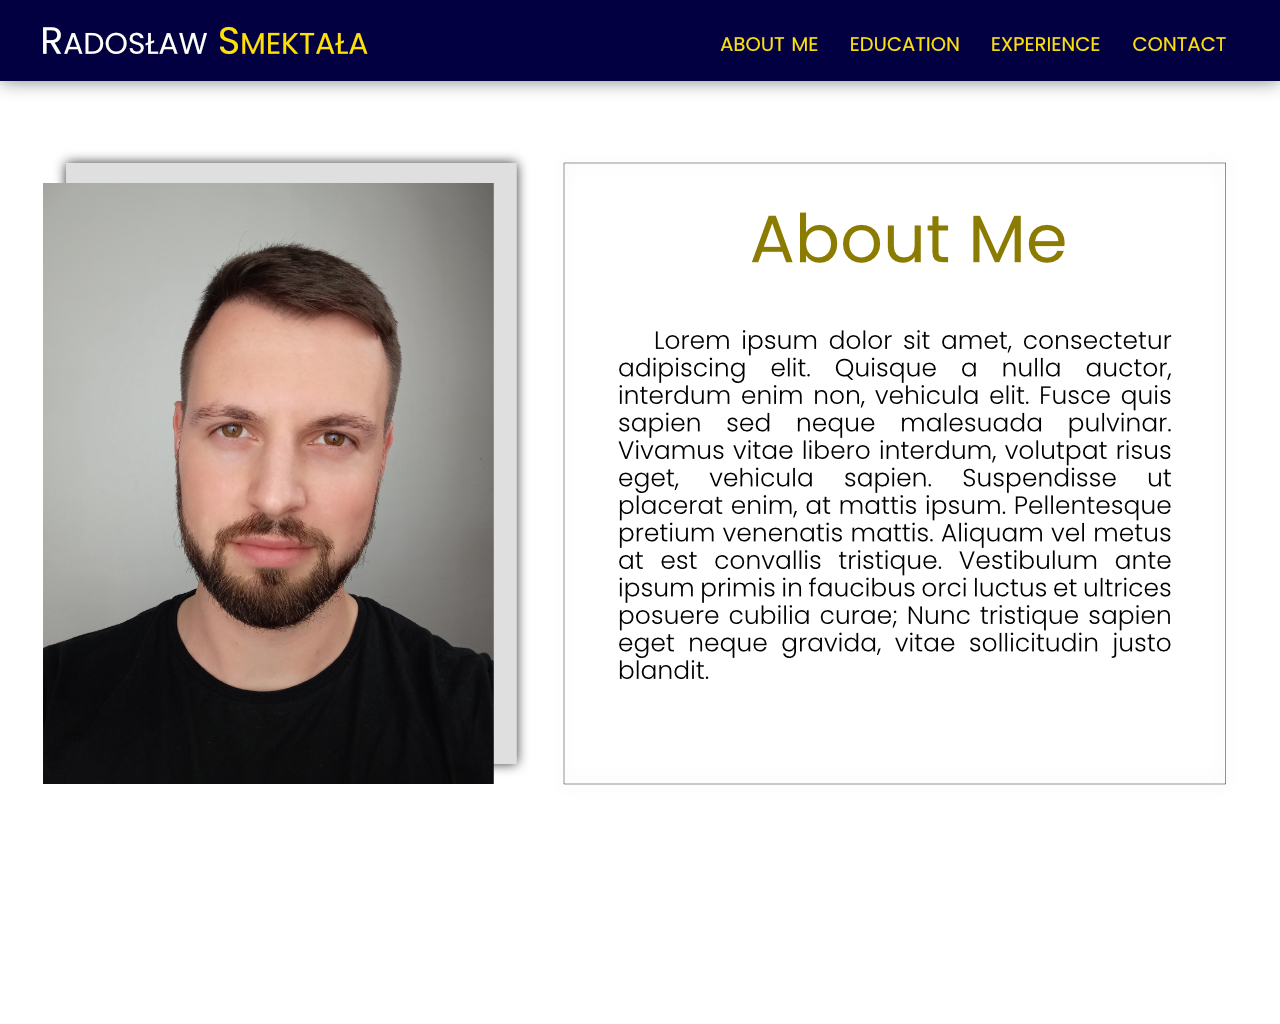 RADOSŁAW SMEKTAŁA
ABOUT ME EDUCATION EXPERIENCE CONTACT
About Me
Lorem ipsum dolor sit amet, consectetur
adipiscing elit. Quisque a nulla auctor,
interdum enim non, vehicula elit. Fusce quis
sapien sed neque malesuada pulvinar.
Vivamus vitae libero interdum, volutpat risus
eget, vehicula sapien. Suspendisse ut
placerat enim, at mattis ipsum. Pellentesque
pretium venenatis mattis. Aliquam vel metus
at est convallis tristique. Vestibulum ante
ipsum primis in faucibus orci luctus et ultrices
posuere cubilia curae; Nunc tristique sapien
eget neque gravida, vitae sollicitudin justo
blandit.